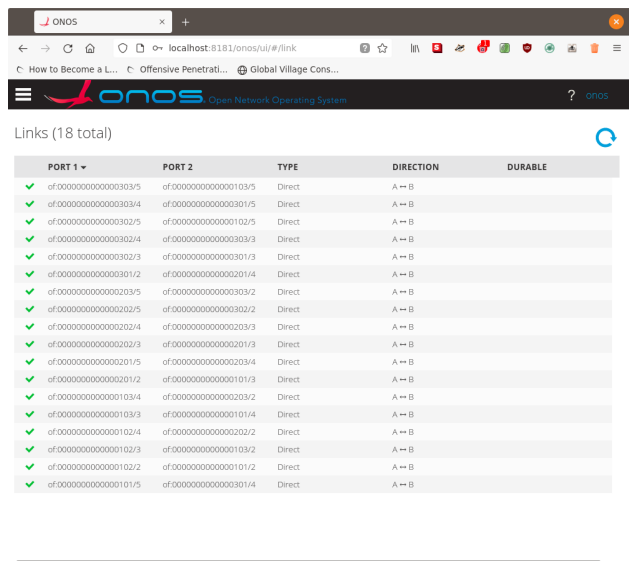 ONOS
localhost:8181/onos/ui/#/link
How to Become a L...
Offensive Penetrati...
Global Village Cons...
onos
Open Network Operating System
? onos
Links (18 total)
PORT 1 PORT 2 TYPE DIRECTION DURABLE
of:0000000000000303/5 of:0000000000000103/5 Direct A ↔ B
of:0000000000000303/4 of:0000000000000301/5 Direct A ↔ B
of:0000000000000302/5 of:0000000000000102/5 Direct A ↔ B
of:0000000000000302/4 of:0000000000000303/3 Direct A ↔ B
of:0000000000000302/3 of:0000000000000301/3 Direct A ↔ B
of:0000000000000301/2 of:0000000000000201/4 Direct A ↔ B
of:0000000000000203/5 of:0000000000000303/2 Direct A ↔ B
of:0000000000000202/5 of:0000000000000302/2 Direct A ↔ B
of:0000000000000202/4 of:0000000000000203/3 Direct A ↔ B
of:0000000000000202/3 of:0000000000000201/3 Direct A ↔ B
of:0000000000000201/5 of:0000000000000203/4 Direct A ↔ B
of:0000000000000201/2 of:0000000000000101/3 Direct A ↔ B
of:0000000000000103/4 of:0000000000000203/2 Direct A ↔ B
of:0000000000000103/3 of:0000000000000101/4 Direct A ↔ B
of:0000000000000102/4 of:0000000000000202/2 Direct A ↔ B
of:0000000000000102/3 of:0000000000000103/2 Direct A ↔ B
of:0000000000000102/2 of:0000000000000101/2 Direct A ↔ B
of:0000000000000101/5 of:0000000000000301/4 Direct A ↔ B